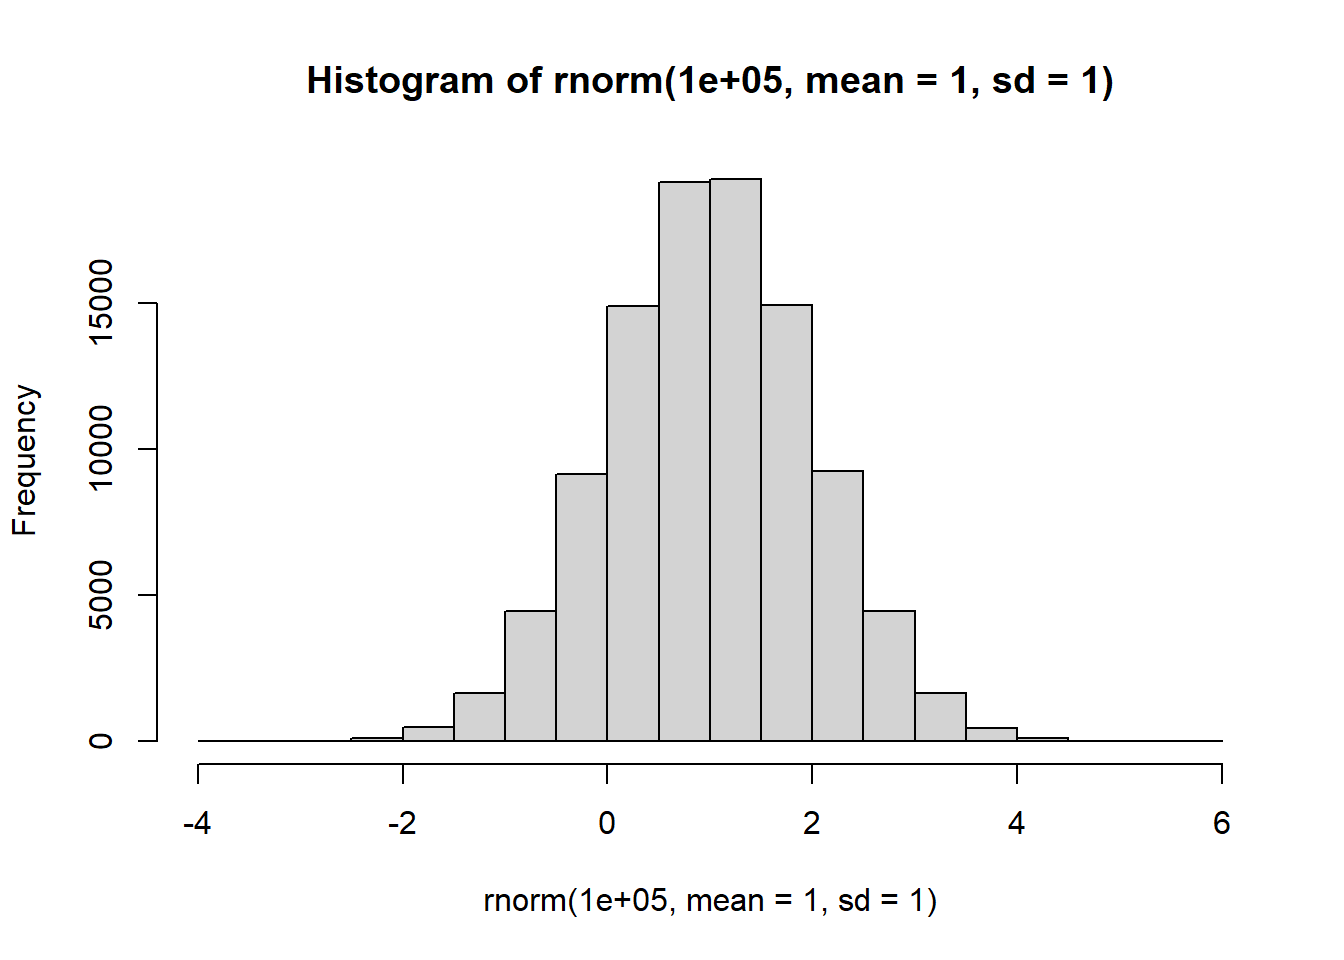 Histogram of rnorm(1e+05, mean = 1, sd = 1)
Frequency
15000
10000
5000
0
-4 -2 0 2 4 6
rnorm(1e+05, mean = 1, sd = 1)